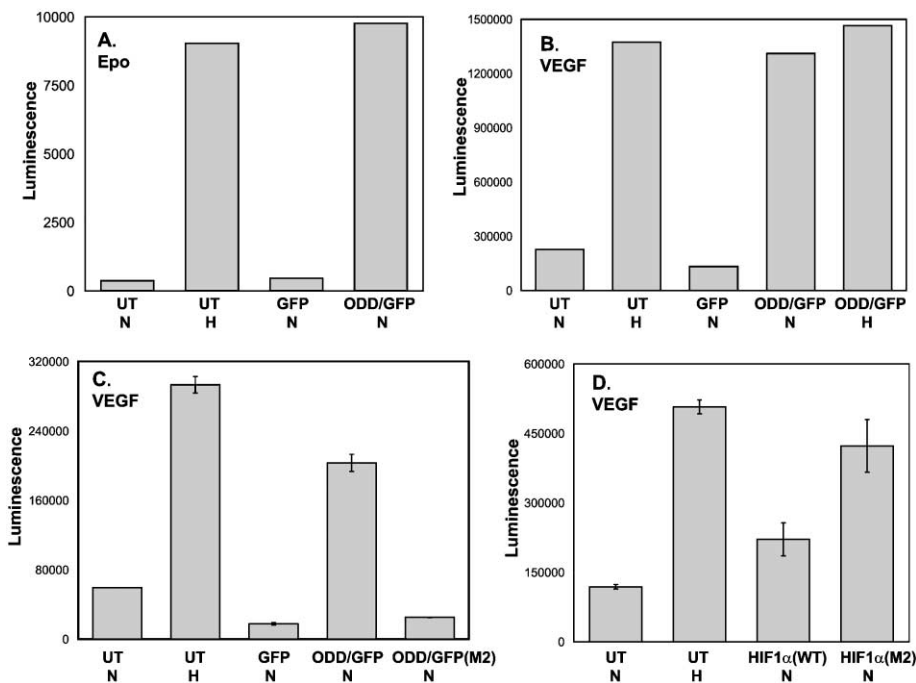 A.
Epo
Luminescence
10000
7500
5000
2500
0
UT UT GFP ODD/GFP
N H N N
B.
VEGF
Luminescence
1500000
1200000
900000
600000
300000
0
UT UT GFP ODD/GFP ODD/GFP
N H N N H
C.
VEGF
Luminescence
320000
240000
160000
80000
0
UT UT GFP ODD/GFP ODD/GFP(M2)
N H N N N
D.
VEGF
Luminescence
600000
450000
300000
150000
0
UT UT HIF1α(WT) HIF1α(M2)
N H N N